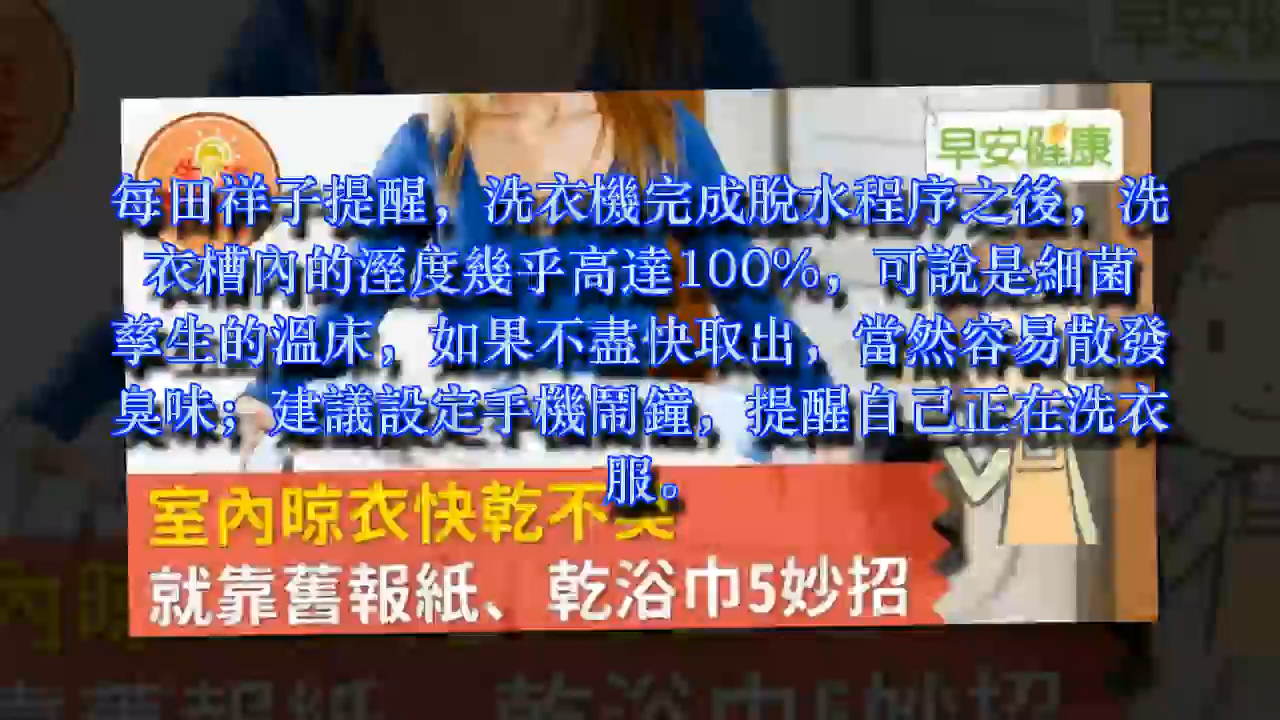 早安健康
每田祥子提醒，洗衣機完成脫水程序之後，洗
衣槽內的溼度幾乎高達100%，可說是細菌
孳生的溫床，如果不盡快取出，當然容易散發
臭味；建議設定手機鬧鐘，提醒自己正在洗衣
服。
室內晾衣快乾不臭
就靠舊報紙、乾浴巾5妙招